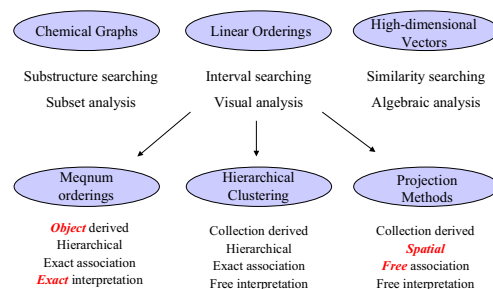 Chemical Graphs
Linear Orderings
High-dimensional
Vectors
Substructure searching
Interval searching
Similarity searching
Subset analysis
Visual analysis
Algebraic analysis
Meqnum
orderings
Hierarchical
Clustering
Projection
Methods
Object derived
Hierarchical
Exact association
Exact interpretation
Collection derived
Hierarchical
Exact association
Free interpretation
Collection derived
Spatial
Free association
Free interpretation